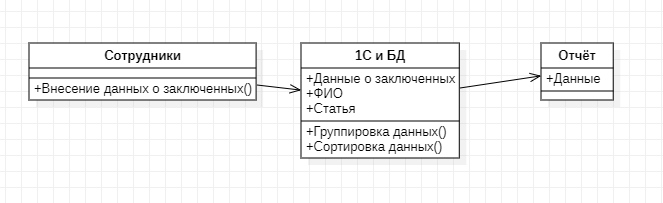 Сотрудники
+Внесение данных о заключенных()
1С и БД
+Данные о заключенных
+ФИО
+Статья
+Группировка данных()
+Сортировка данных()
Отчёт
+Данные